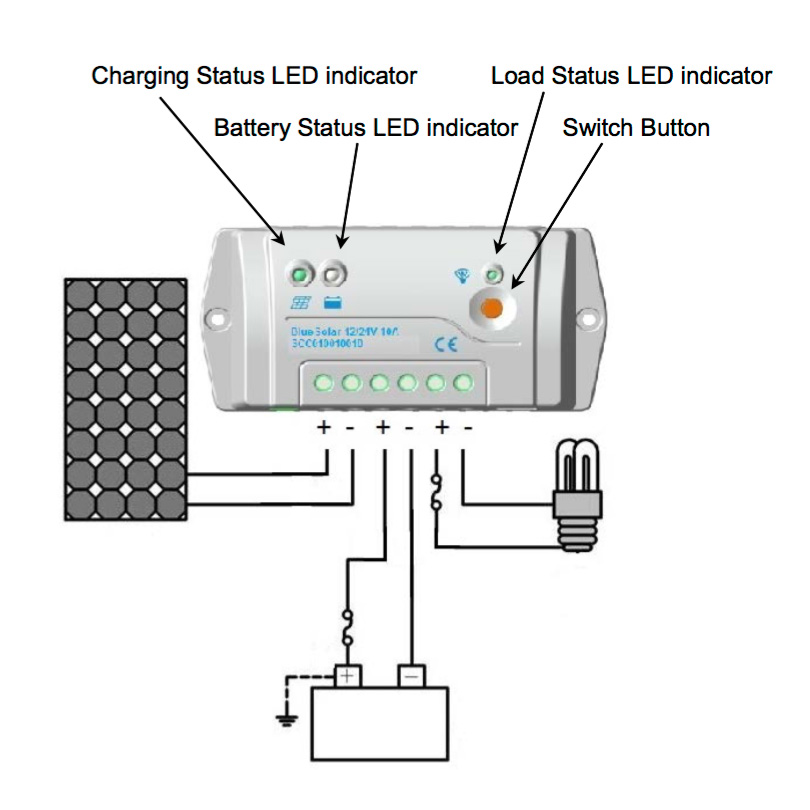 Charging Status LED indicator
Load Status LED indicator
Battery Status LED indicator
Switch Button
BlueSolar 12/24V 10A
SCC010010010
CE
+ - + - + -
+ −